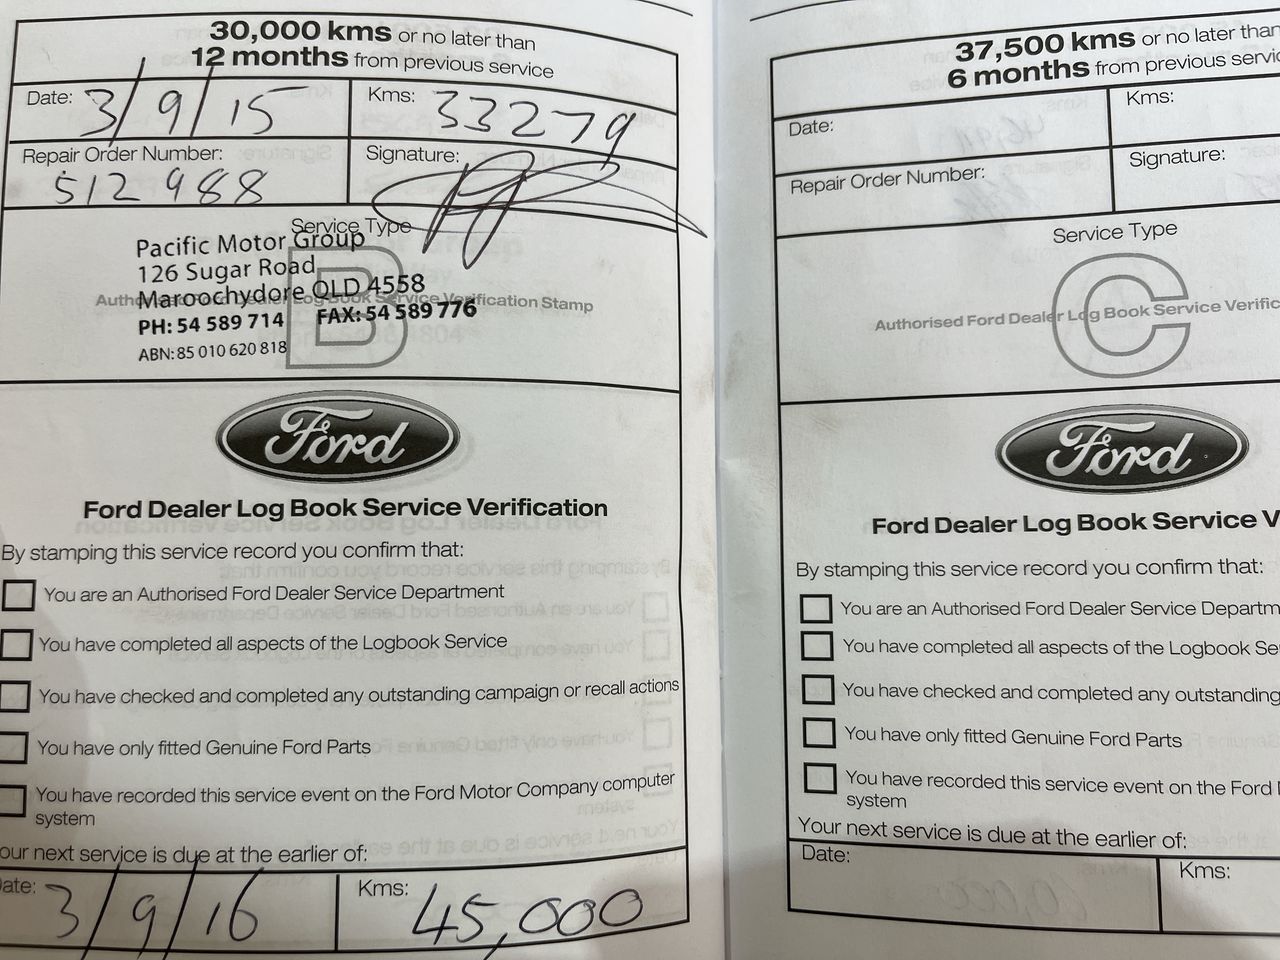 30,000 kms or no later than
12 months from previous service
Date: 3/9/15
Kms: 33279
Repair Order Number:
512988
Signature:
Service Type
B
Authorised Ford Dealer Log Book Service Verification Stamp
Pacific Motor Group
126 Sugar Road
Maroochydore QLD 4558
PH: 54 589 714 FAX: 54 589 776
ABN: 85 010 620 818
Ford
Ford Dealer Log Book Service Verification
By stamping this service record you confirm that:
You are an Authorised Ford Dealer Service Department
You have completed all aspects of the Logbook Service
You have checked and completed any outstanding campaign or recall actions
You have only fitted Genuine Ford Parts
You have recorded this service event on the Ford Motor Company computer
system
our next service is due at the earlier of:
ate: 3/9/16
Kms: 45,000
37,500 kms or no later than
6 months from previous servic
Date:
Kms:
Repair Order Number:
Signature:
Service Type
C
Authorised Ford Dealer Log Book Service Verific
Ford
Ford Dealer Log Book Service V
By stamping this service record you confirm that:
You are an Authorised Ford Dealer Service Departm
You have completed all aspects of the Logbook Se
You have checked and completed any outstanding
You have only fitted Genuine Ford Parts
You have recorded this service event on the Ford
system
Your next service is due at the earlier of:
Date:
Kms: